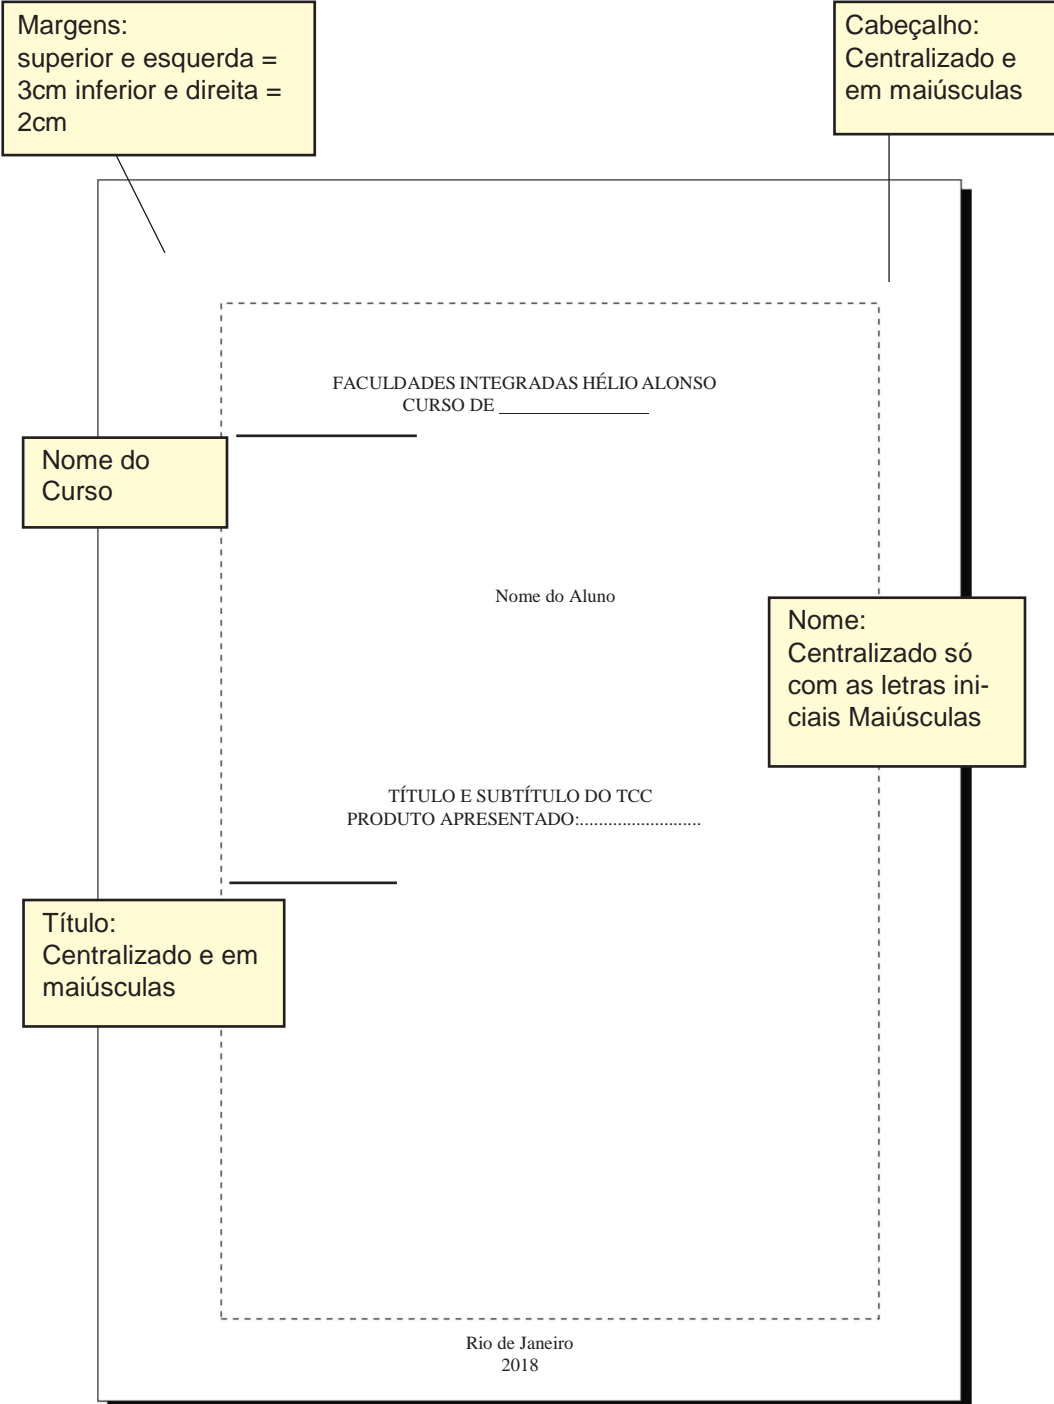 Margens:
superior e esquerda =
3cm inferior e direita =
2cm
Cabeçalho:
Centralizado e
em maiúsculas
FACULDADES INTEGRADAS HÉLIO ALONSO
CURSO DE
Nome do
Curso
Nome do Aluno
Nome:
Centralizado só
com as letras ini-
ciais Maiúsculas
TÍTULO E SUBTÍTULO DO TCC
PRODUTO APRESENTADO:..........................
Título:
Centralizado e em
maiúsculas
Rio de Janeiro
2018